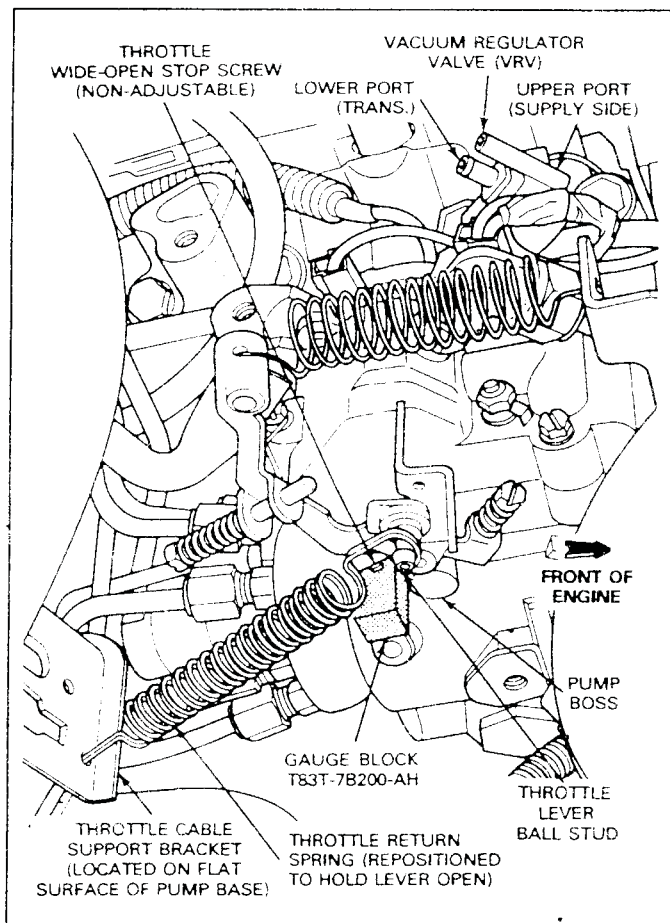 THROTTLE
WIDE-OPEN STOP SCREW
(NON-ADJUSTABLE)
VACUUM REGULATOR
VALVE (VRV)
LOWER PORT
(TRANS.)
UPPER PORT
(SUPPLY SIDE)
FRONT OF
ENGINE
PUMP
BOSS
GAUGE BLOCK
T83T-7B200-AH
THROTTLE
LEVER
BALL STUD
THROTTLE CABLE
SUPPORT BRACKET
(LOCATED ON FLAT
SURFACE OF PUMP BASE)
THROTTLE RETURN
SPRING (REPOSITIONED
TO HOLD LEVER OPEN)